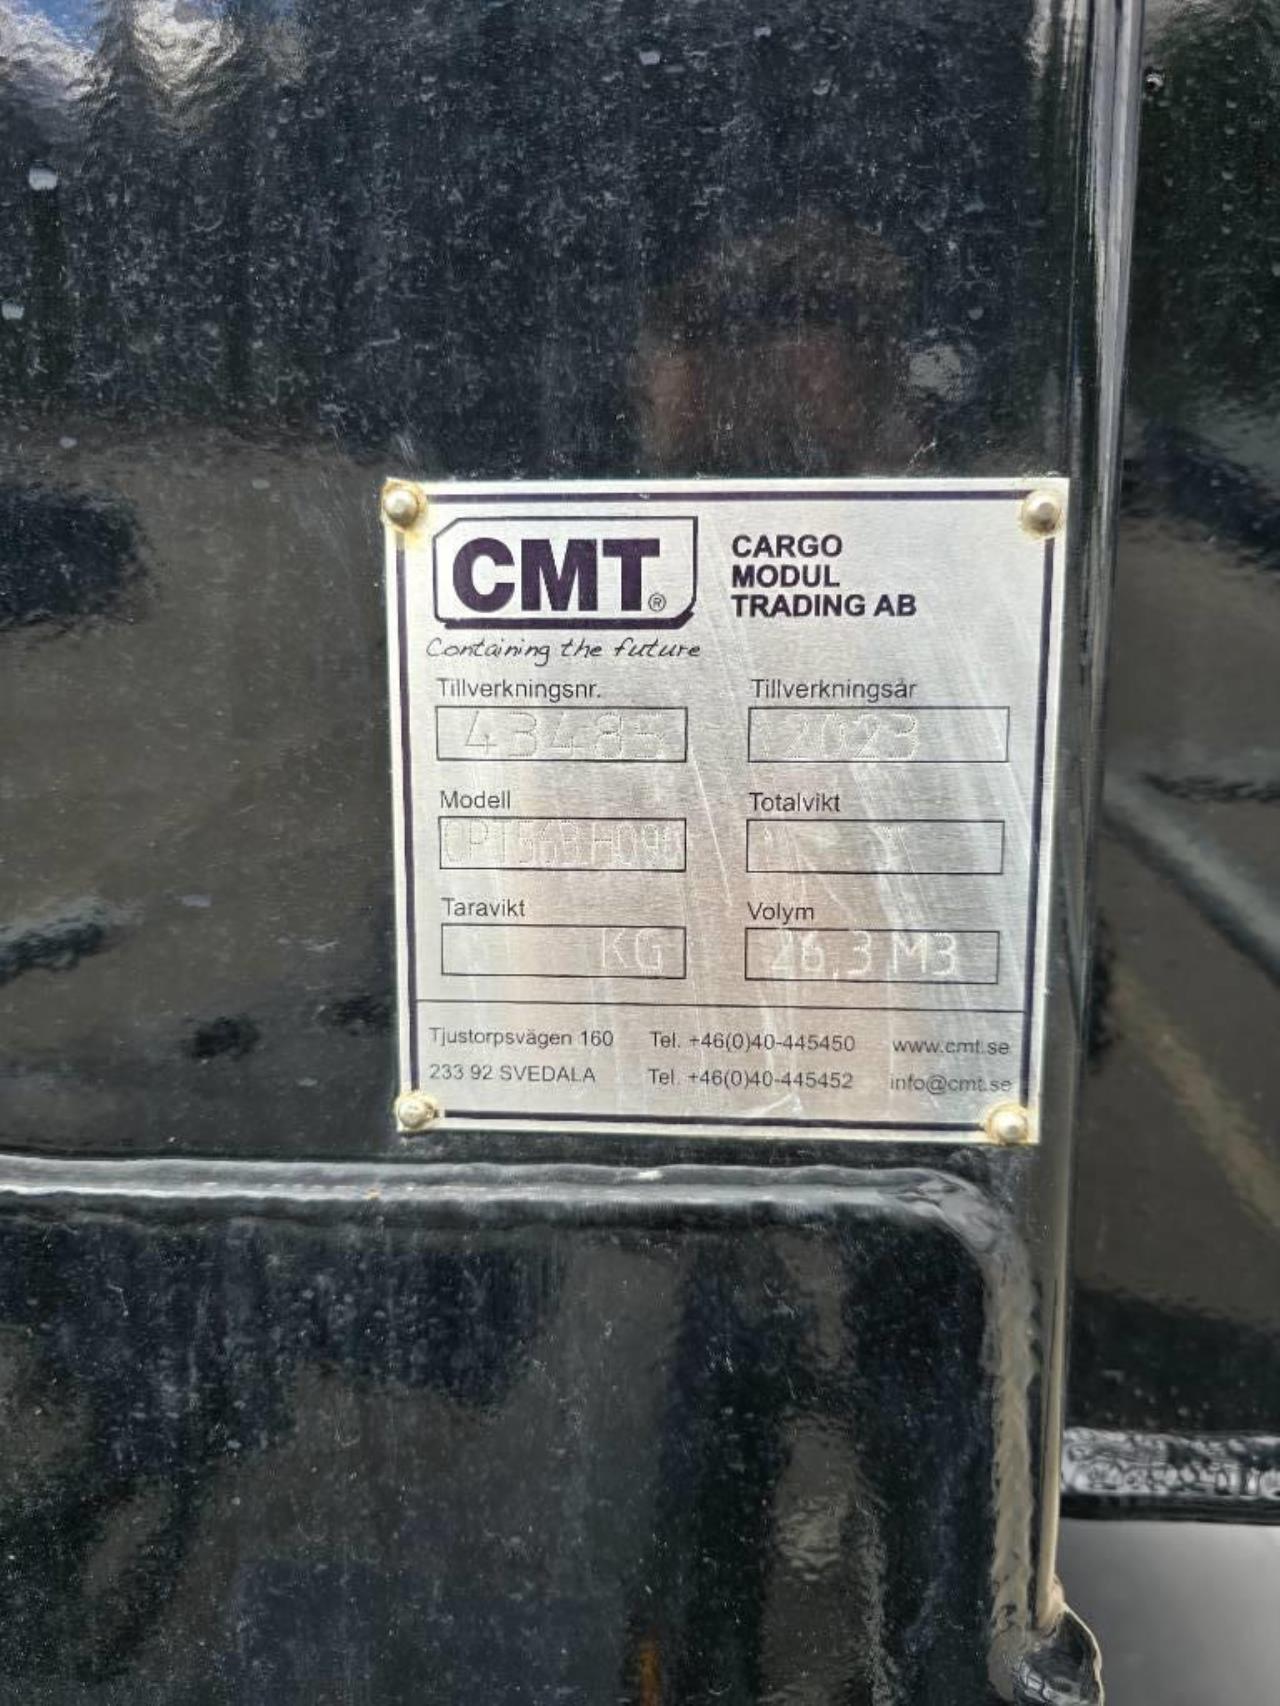 CMT®
CARGO
MODUL
TRADING AB
Containing the future
Tillverkningsnr.
43485
Tillverkningsår
2023
Modell
Totalvikt
Taravikt
KG
Volym
26,3 M3
Tjustorpsvägen 160
233 92 SVEDALA
Tel. +46(0)40-445450
Tel. +46(0)40-445452
www.cmt.se
info@cmt.se